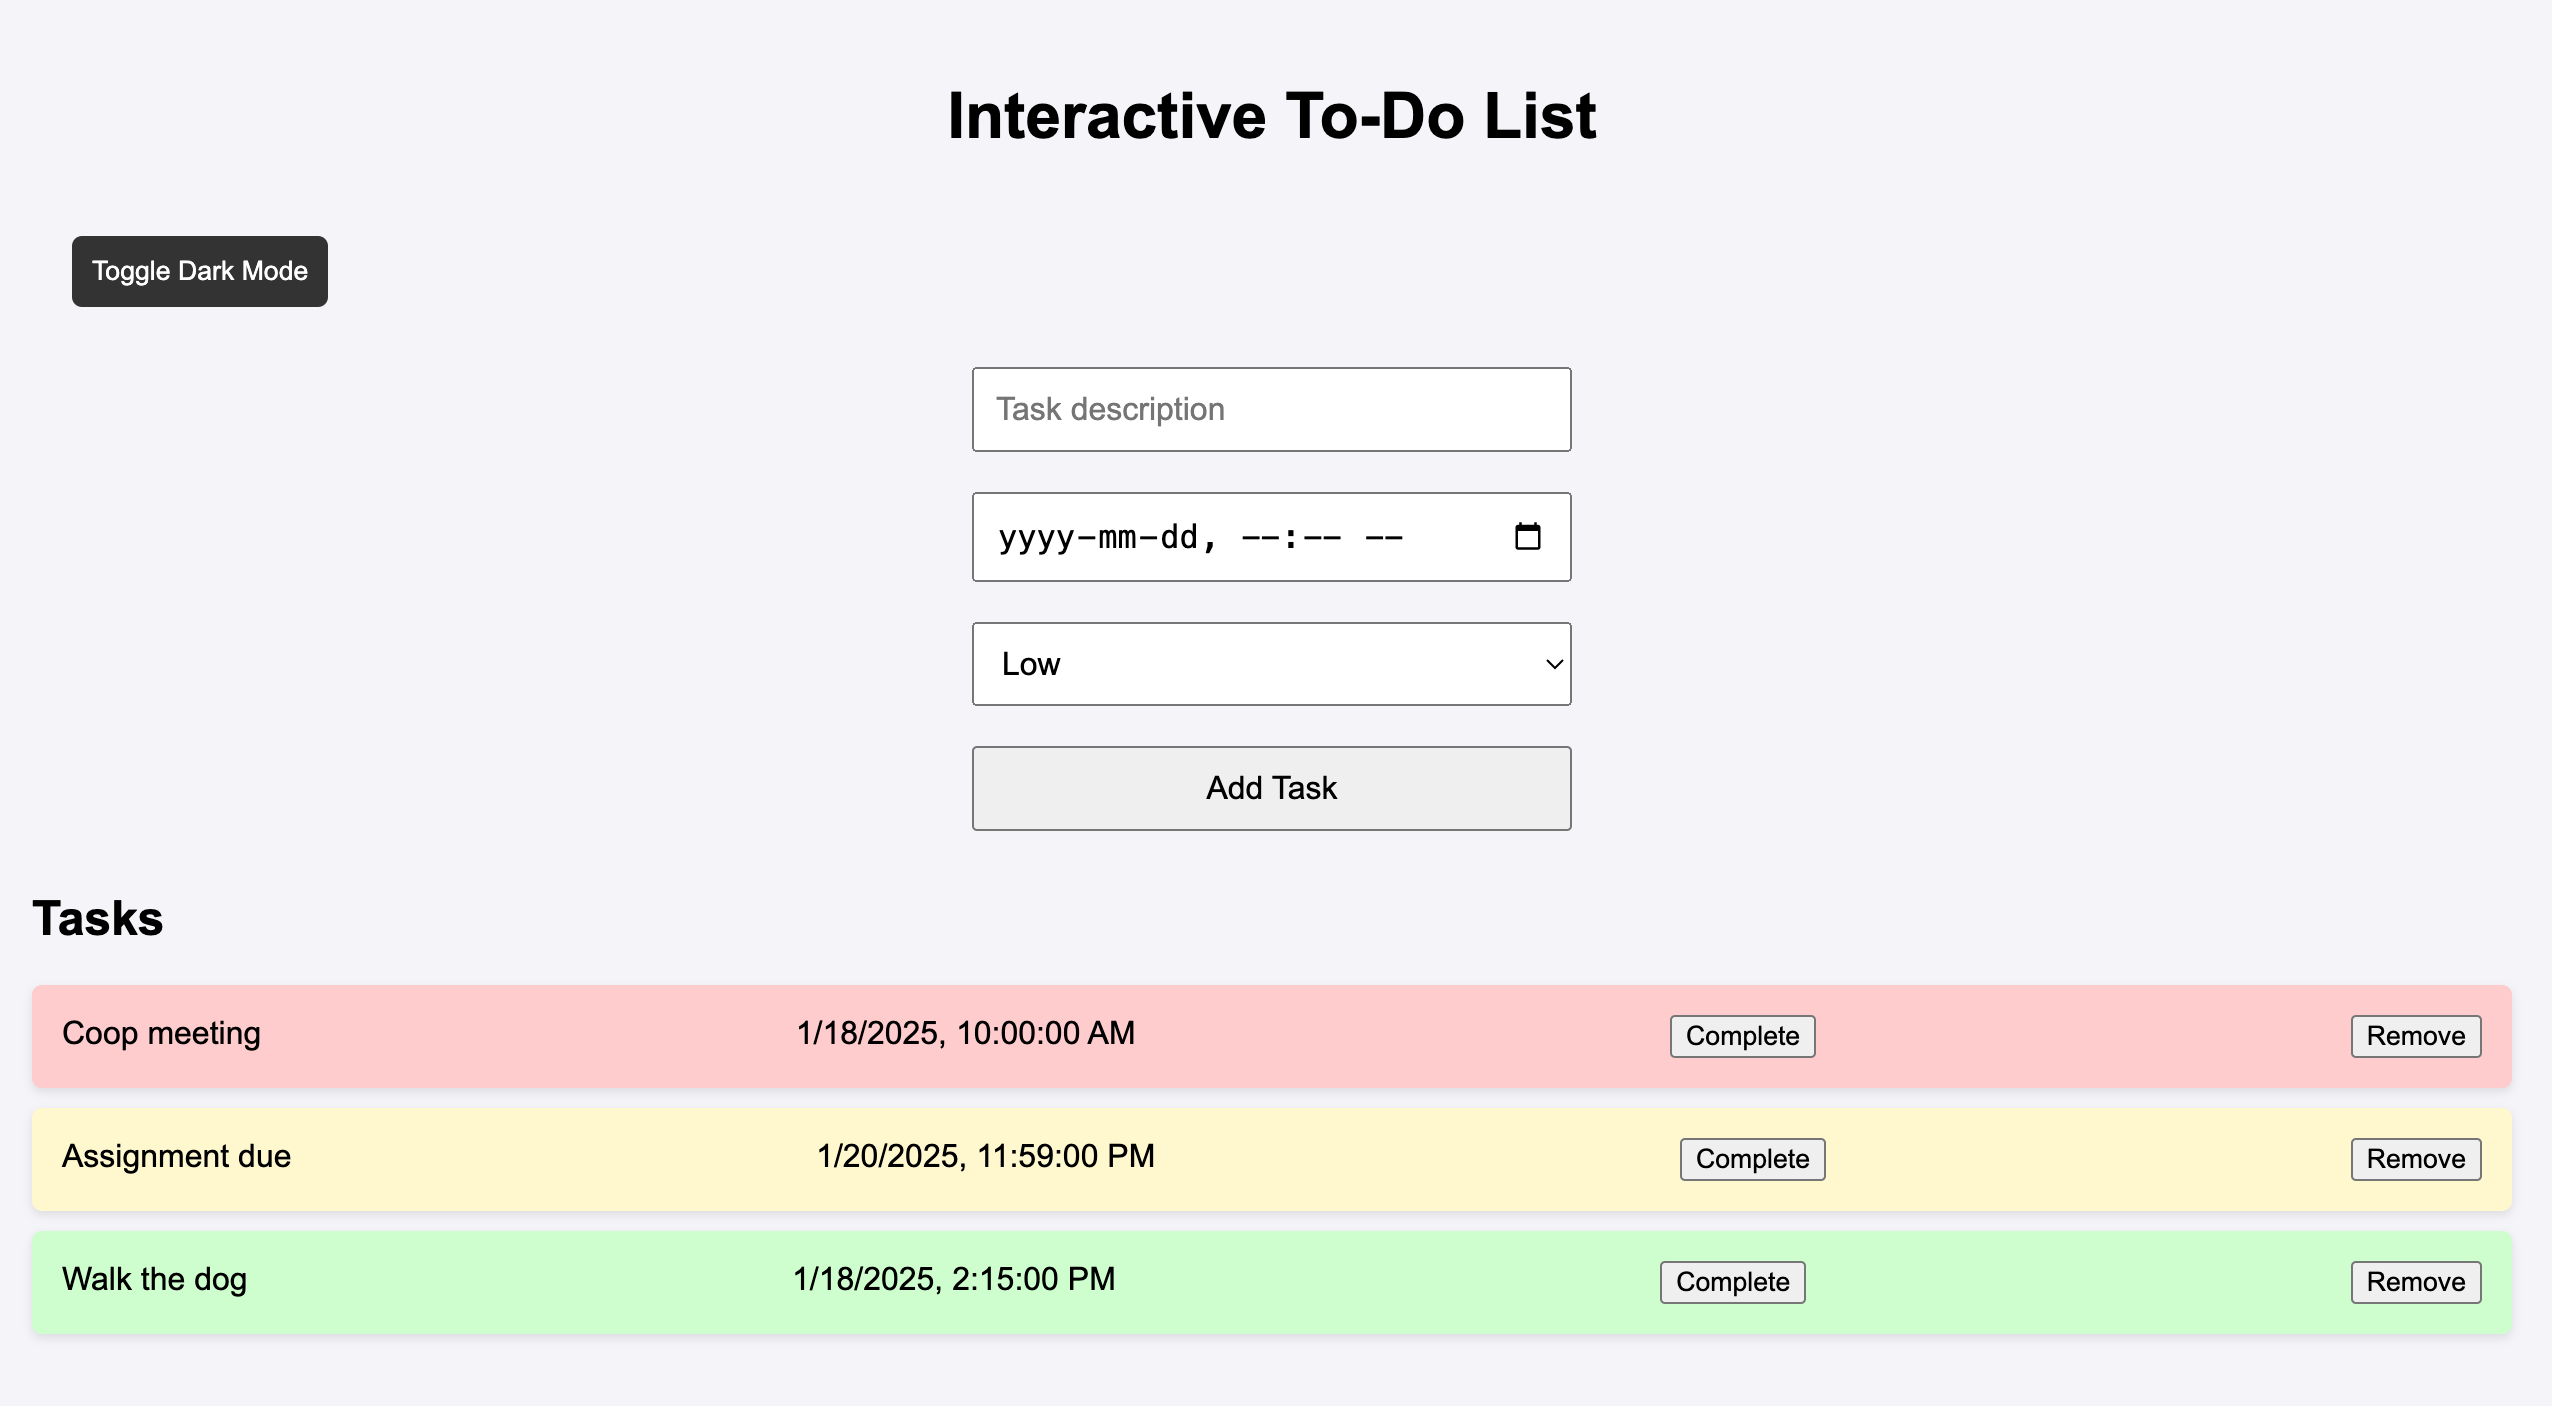 Interactive To-Do List
Toggle Dark Mode
Task description
yyyy-mm-dd, --:-- --
Low
Add Task
Tasks
Coop meeting 1/18/2025, 10:00:00 AM Complete Remove
Assignment due 1/20/2025, 11:59:00 PM Complete Remove
Walk the dog 1/18/2025, 2:15:00 PM Complete Remove